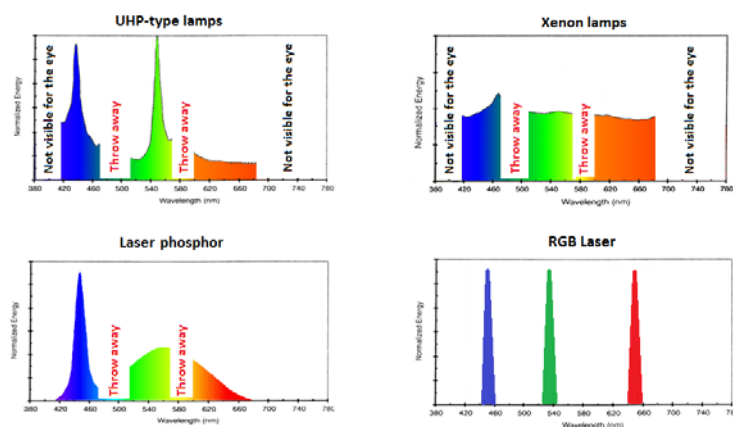 UHP-type lamps
Normalized Energy
Not visible for the eye
Throw away
Throw away
Not visible for the eye
380 420 460 500 540 580 620 660 700 740 780
Wavelength (nm)
Xenon lamps
Normalized Energy
Not visible for the eye
Throw away
Throw away
Not visible for the eye
380 420 460 500 540 580 620 660 700 740 780
Wavelength (nm)
Laser phosphor
Normalized Energy
Throw away
Throw away
380 420 460 500 540 580 620 660 700 740 780
Wavelength (nm)
RGB Laser
Normalized Energy
380 420 460 500 540 580 620 660 700 740 780
Wavelength (nm)